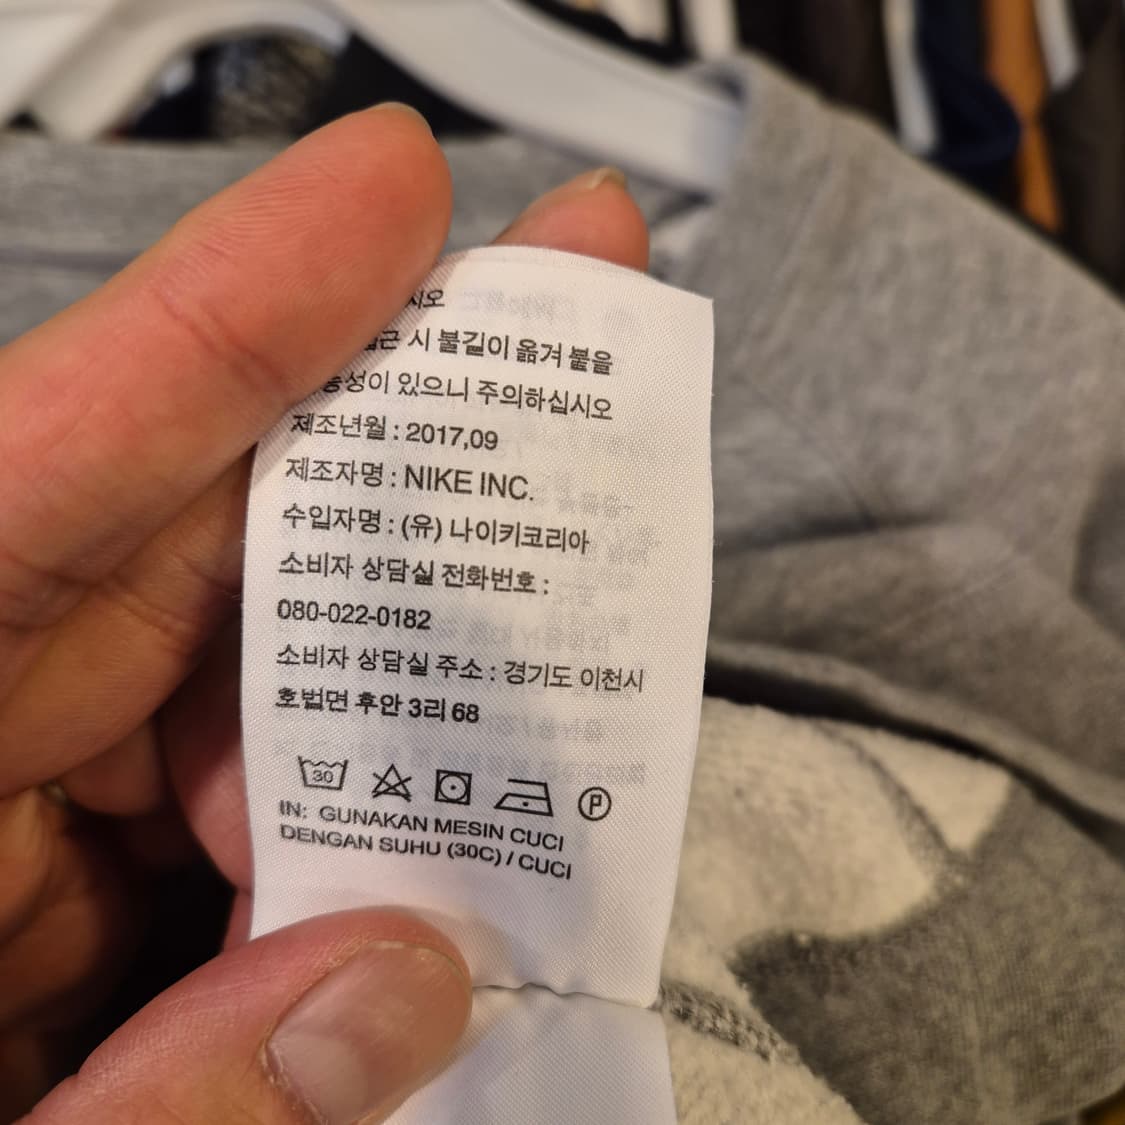 시오
시 불길이 옮겨 붙을
있으니 주의하십시오
제조년월 : 2017,09
제조자명 : NIKE INC.
수입자명 : (유) 나이키코리아
소비자 상담실 전화번호 :
080-022-0182
소비자 상담실 주소 : 경기도 이천시
호법면 후안 3리 68
30
P
IN: GUNAKAN MESIN CUCI
DENGAN SUHU (30C) / CUCI